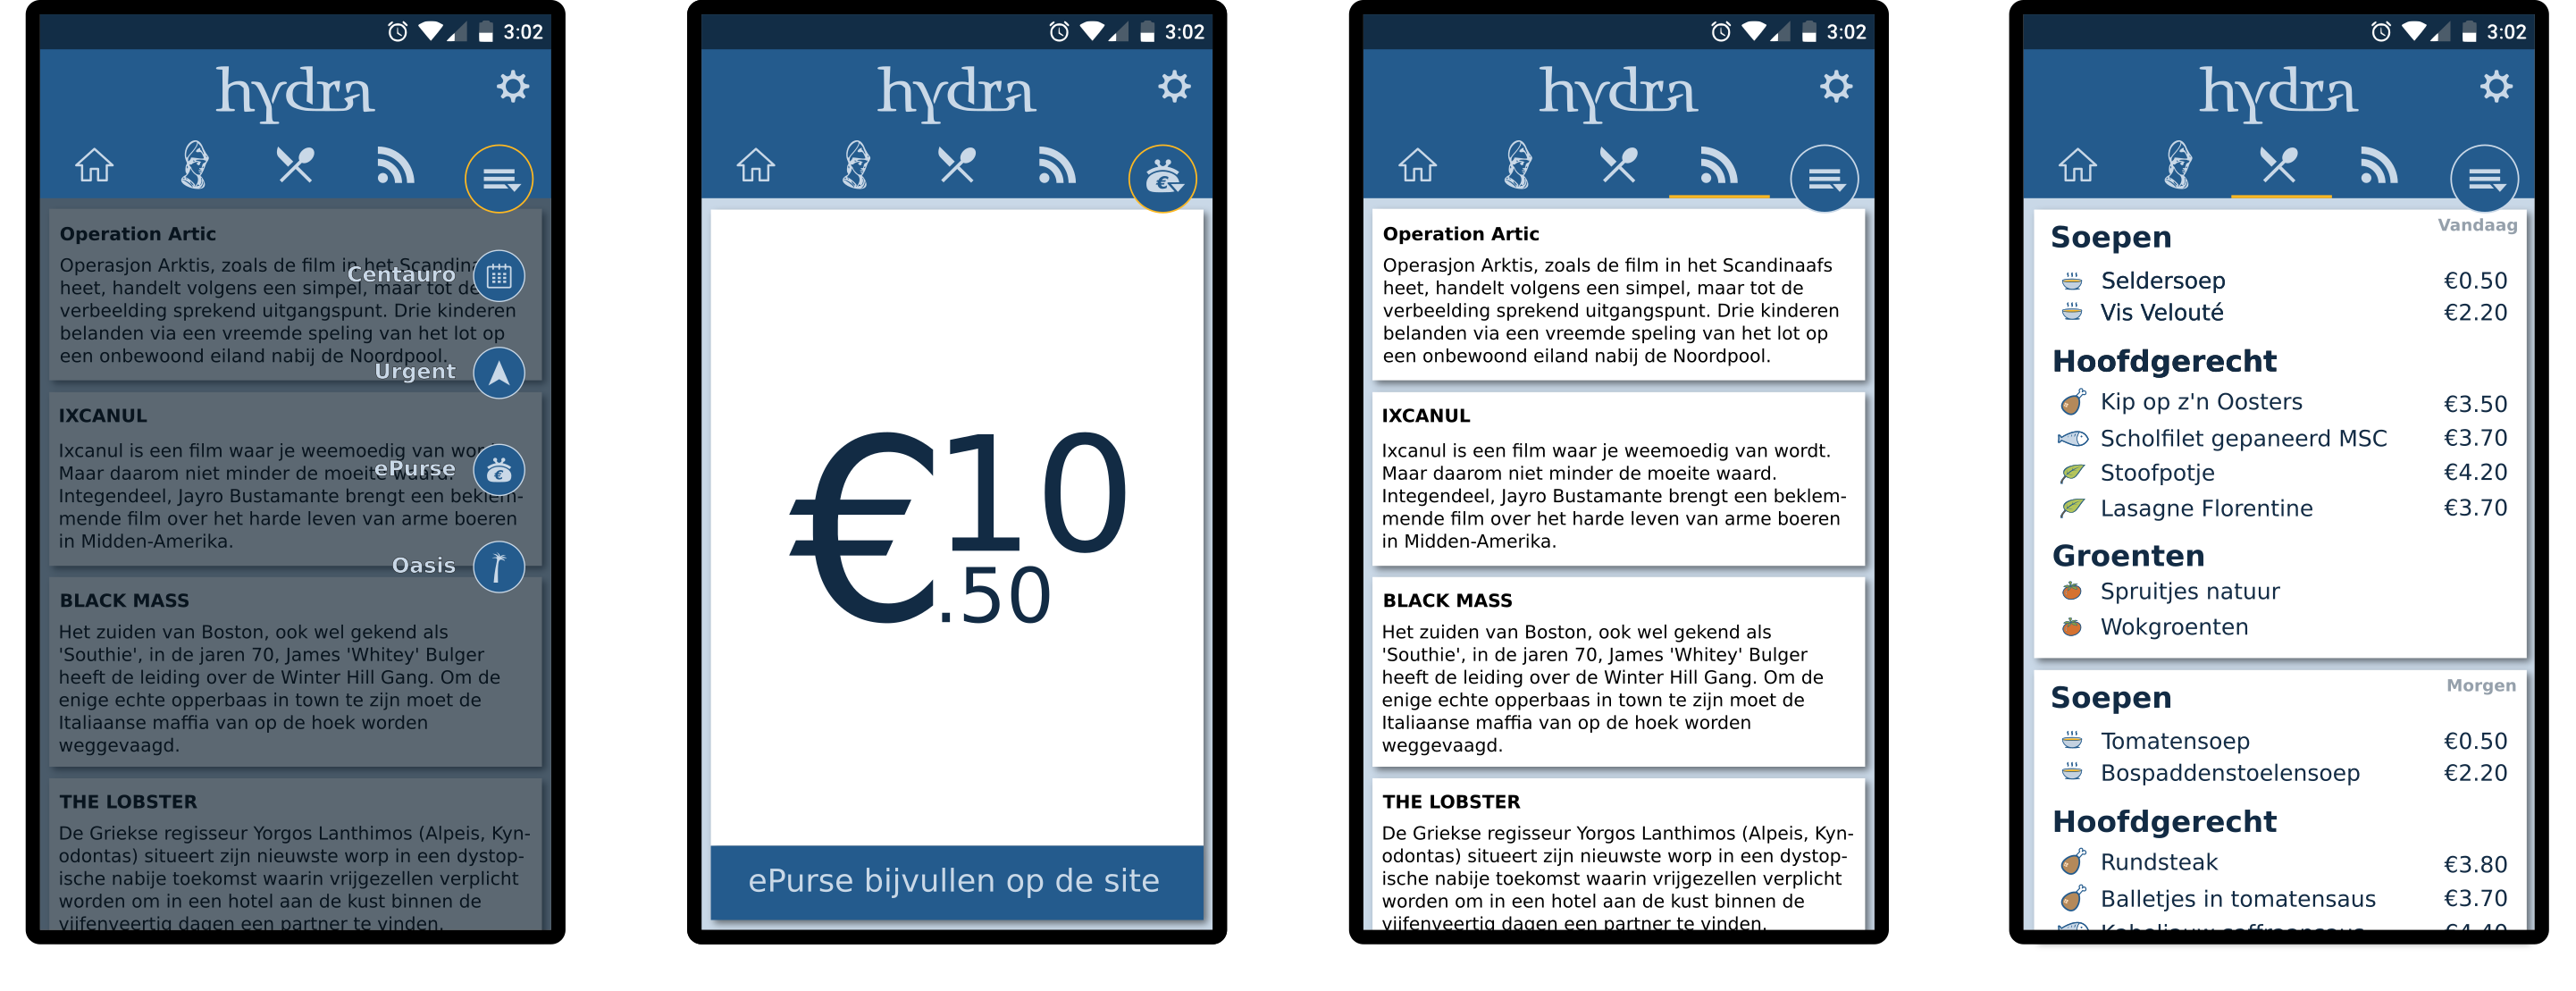 3:02
hydra
Operation Artic
Operasjon Arktis, zoals de film in het Scandina
heet, handelt volgens een simpel, maar tot de
verbeelding sprekend uitgangspunt. Drie kinderen
belanden via een vreemde speling van het lot op
een onbewoond eiland nabij de Noordpool.
Centauro
Urgent
IXCANUL
Ixcanul is een film waar je weemoedig van wor
Maar daarom niet minder de moeite waard.
Integendeel, Jayro Bustamante brengt een beklem-
mende film over het harde leven van arme boeren
in Midden-Amerika.
ePurse
Oasis
BLACK MASS
Het zuiden van Boston, ook wel gekend als
'Southie', in de jaren 70, James 'Whitey' Bulger
heeft de leiding over de Winter Hill Gang. Om de
enige echte opperbaas in town te zijn moet de
Italiaanse maffia van op de hoek worden
weggevaagd.
THE LOBSTER
De Griekse regisseur Yorgos Lanthimos (Alpeis, Kyn-
odontas) situeert zijn nieuwste worp in een dystop-
ische nabije toekomst waarin vrijgezellen verplicht
worden om in een hotel aan de kust binnen de
vijfenveertig dagen een partner te vinden.
3:02
hydra
€10
.50
ePurse bijvullen op de site
3:02
hydra
Operation Artic
Operasjon Arktis, zoals de film in het Scandinaafs
heet, handelt volgens een simpel, maar tot de
verbeelding sprekend uitgangspunt. Drie kinderen
belanden via een vreemde speling van het lot op
een onbewoond eiland nabij de Noordpool.
IXCANUL
Ixcanul is een film waar je weemoedig van wordt.
Maar daarom niet minder de moeite waard.
Integendeel, Jayro Bustamante brengt een beklem-
mende film over het harde leven van arme boeren
in Midden-Amerika.
BLACK MASS
Het zuiden van Boston, ook wel gekend als
'Southie', in de jaren 70, James 'Whitey' Bulger
heeft de leiding over de Winter Hill Gang. Om de
enige echte opperbaas in town te zijn moet de
Italiaanse maffia van op de hoek worden
weggevaagd.
THE LOBSTER
De Griekse regisseur Yorgos Lanthimos (Alpeis, Kyn-
odontas) situeert zijn nieuwste worp in een dystop-
ische nabije toekomst waarin vrijgezellen verplicht
worden om in een hotel aan de kust binnen de
vijfenveertig dagen een partner te vinden.
3:02
hydra
Vandaag
Soepen
Seldersoep €0.50
Vis Velouté €2.20
Hoofdgerecht
Kip op z'n Oosters €3.50
Scholfilet gepaneerd MSC €3.70
Stoofpotje €4.20
Lasagne Florentine €3.70
Groenten
Spruitjes natuur
Wokgroenten
Morgen
Soepen
Tomatensoep €0.50
Bospaddenstoelensoep €2.20
Hoofdgerecht
Rundsteak €3.80
Balletjes in tomatensaus €3.70